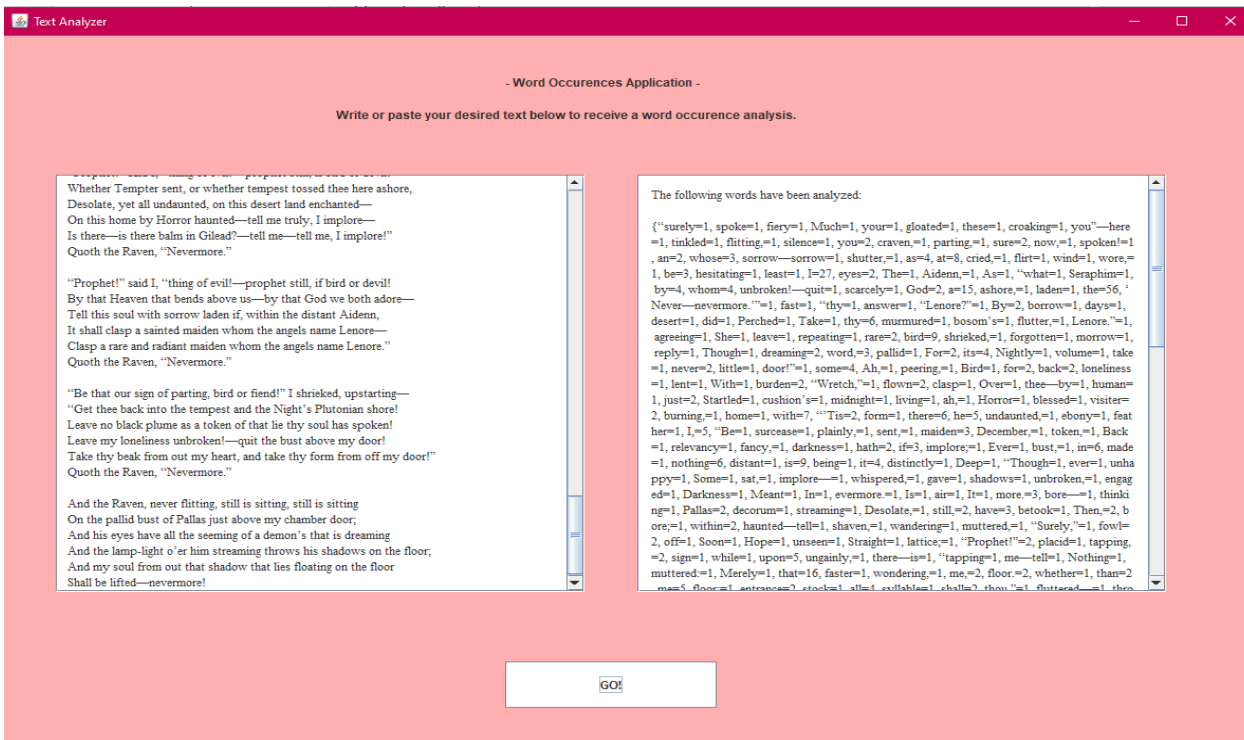 Text Analyzer
- Word Occurences Application -
Write or paste your desired text below to receive a word occurence analysis.
Whether Tempter sent, or whether tempest tossed thee here ashore,
Desolate, yet all undaunted, on this desert land enchanted—
On this home by Horror haunted—tell me truly, I implore—
Is there—is there balm in Gilead?—tell me—tell me, I implore!”
Quoth the Raven, “Nevermore.”
“Prophet!” said I, “thing of evil!—prophet still, if bird or devil!
By that Heaven that bends above us—by that God we both adore—
Tell this soul with sorrow laden if, within the distant Aidenn,
It shall clasp a sainted maiden whom the angels name Lenore—
Clasp a rare and radiant maiden whom the angels name Lenore.”
Quoth the Raven, “Nevermore.”
“Be that our sign of parting, bird or fiend!” I shrieked, upstarting—
“Get thee back into the tempest and the Night’s Plutonian shore!
Leave no black plume as a token of that lie thy soul has spoken!
Leave my loneliness unbroken!—quit the bust above my door!
Take thy beak from out my heart, and take thy form from off my door!”
Quoth the Raven, “Nevermore.”
And the Raven, never flitting, still is sitting, still is sitting
On the pallid bust of Pallas just above my chamber door;
And his eyes have all the seeming of a demon’s that is dreaming
And the lamp-light o’er him streaming throws his shadows on the floor;
And my soul from out that shadow that lies floating on the floor
Shall be lifted—nevermore!
The following words have been analyzed:
{“surely=1, spoke=1, fiery=1, Much=1, your=1, gloated=1, these=1, croaking=1, you”—here
=1, tinkled=1, flitting,=1, silence=1, you=2, craven,=1, parting,=1, sure=2, now,=1, spoken!=1
, an=2, whose=3, sorrow—sorrow=1, shutter,=1, as=4, at=8, cried,=1, flirt=1, wind=1, wore,=
1, be=3, hesitating=1, least=1, I=27, eyes=2, The=1, Aidenn,=1, As=1, “what=1, Seraphim=1,
by=4, whom=4, unbroken!—quit=1, scarcely=1, God=2, a=15, ashore,=1, laden=1, the=56, ‘
Never—nevermore.’”=1, fast=1, “thy=1, answer=1, “Lenore?”=1, By=2, borrow=1, days=1,
desert=1, did=1, Perched=1, Take=1, thy=6, murmured=1, bosom’s=1, flutter,=1, Lenore.”=1,
agreeing=1, She=1, leave=1, repeating=1, rare=2, bird=9, shrieked,=1, forgotten=1, morrow=1,
reply=1, Though=1, dreaming=2, word,=3, pallid=1, For=2, its=4, Nightly=1, volume=1, take
=1, never=2, little=1, door!”=1, some=4, Ah,=1, peering,=1, Bird=1, for=2, back=2, loneliness
=1, lent=1, With=1, burden=2, “Wretch,”=1, flown=2, clasp=1, Over=1, thee—by=1, human=
1, just=2, Startled=1, cushion’s=1, midnight=1, living=1, ah,=1, Horror=1, blessed=1, visiter=
2, burning,=1, home=1, with=7, “’Tis=2, form=1, there=6, he=5, undaunted,=1, ebony=1, feat
her=1, I,=5, “Be=1, surcease=1, plainly,=1, sent,=1, maiden=3, December,=1, token,=1, Back
=1, relevancy=1, fancy,=1, darkness=1, hath=2, if=3, implore;=1, Ever=1, bust,=1, in=6, made
=1, nothing=6, distant=1, is=9, being=1, it=4, distinctly=1, Deep=1, “Though=1, ever=1, unha
ppy=1, Some=1, sat,=1, implore—=1, whispered,=1, gave=1, shadows=1, unbroken,=1, engag
ed=1, Darkness=1, Meant=1, In=1, evermore.=1, Is=1, air=1, It=1, more.=3, bore—=1, thinki
ng=1, Pallas=2, decorum=1, streaming=1, Desolate,=1, still,=2, have=3, betook=1, Then,=2, b
ore;=1, within=2, haunted—tell=1, shaven,=1, wandering=1, muttered,=1, “Surely,”=1, fowl=
2, off=1, Soon=1, Hope=1, unseen=1, Straight=1, lattice;=1, “Prophet!”=2, placid=1, tapping,
=2, sign=1, while=1, upon=5, ungainly,=1, there—is=1, “tapping=1, me—tell=1, Nothing=1,
muttered:=1, Merely=1, that=16, faster=1, wondering,=1, me,=2, floor.=2, whether=1, than=2
GO!